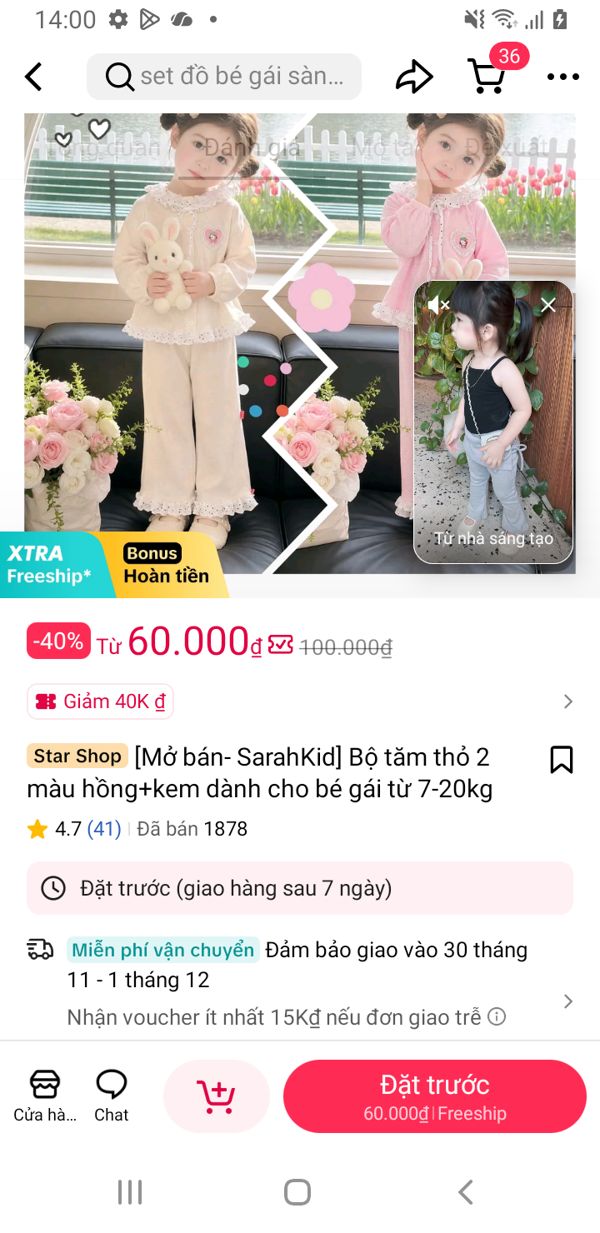 14:00
36
set đồ bé gái sàn...
Tổng quan Đánh giá Mô tả Đề xuất
Từ nhà sáng tạo
XTRA
Freeship*
Bonus
Hoàn tiền
-40% Từ 60.000₫ 100.000₫
Giảm 40K ₫
Star Shop [Mở bán- SarahKid] Bộ tăm thỏ 2
màu hồng+kem dành cho bé gái từ 7-20kg
4.7 (41) Đã bán 1878
Đặt trước (giao hàng sau 7 ngày)
Miễn phí vận chuyển Đảm bảo giao vào 30 tháng
11 - 1 tháng 12
Nhận voucher ít nhất 15K₫ nếu đơn giao trễ
Cửa hà... Chat
Đặt trước
60.000₫ | Freeship